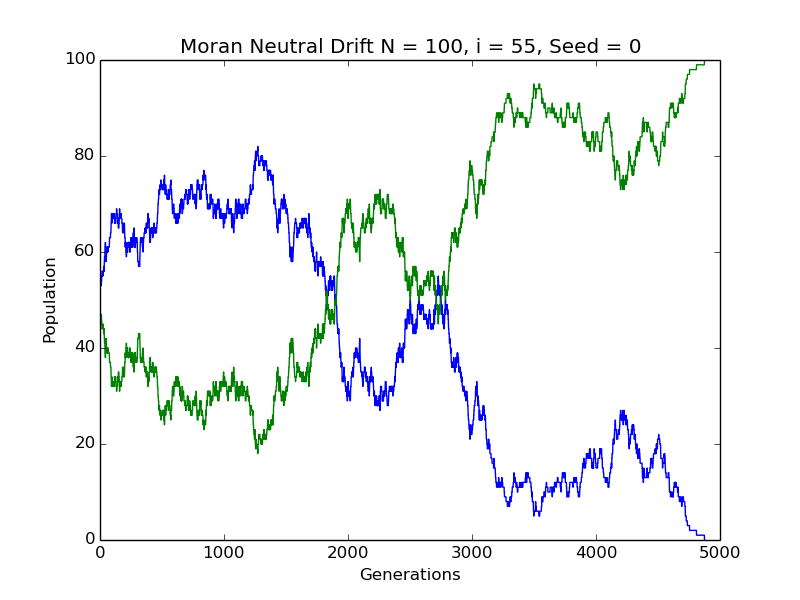 Moran Neutral Drift N = 100, i = 55, Seed = 0
100
80
60
40
20
0
Population
0 1000 2000 3000 4000 5000
Generations